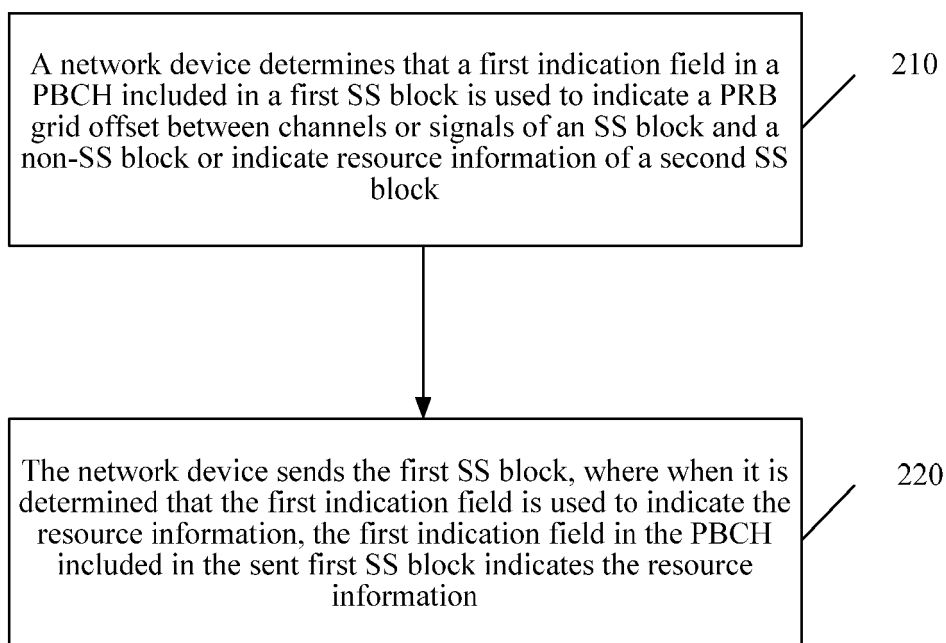 A network device determines that a first indication field in a
PBCH included in a first SS block is used to indicate a PRB
grid offset between channels or signals of an SS block and a
non-SS block or indicate resource information of a second SS
block
210
The network device sends the first SS block, where when it is
determined that the first indication field is used to indicate the
resource information, the first indication field in the PBCH
included in the sent first SS block indicates the resource
information
220